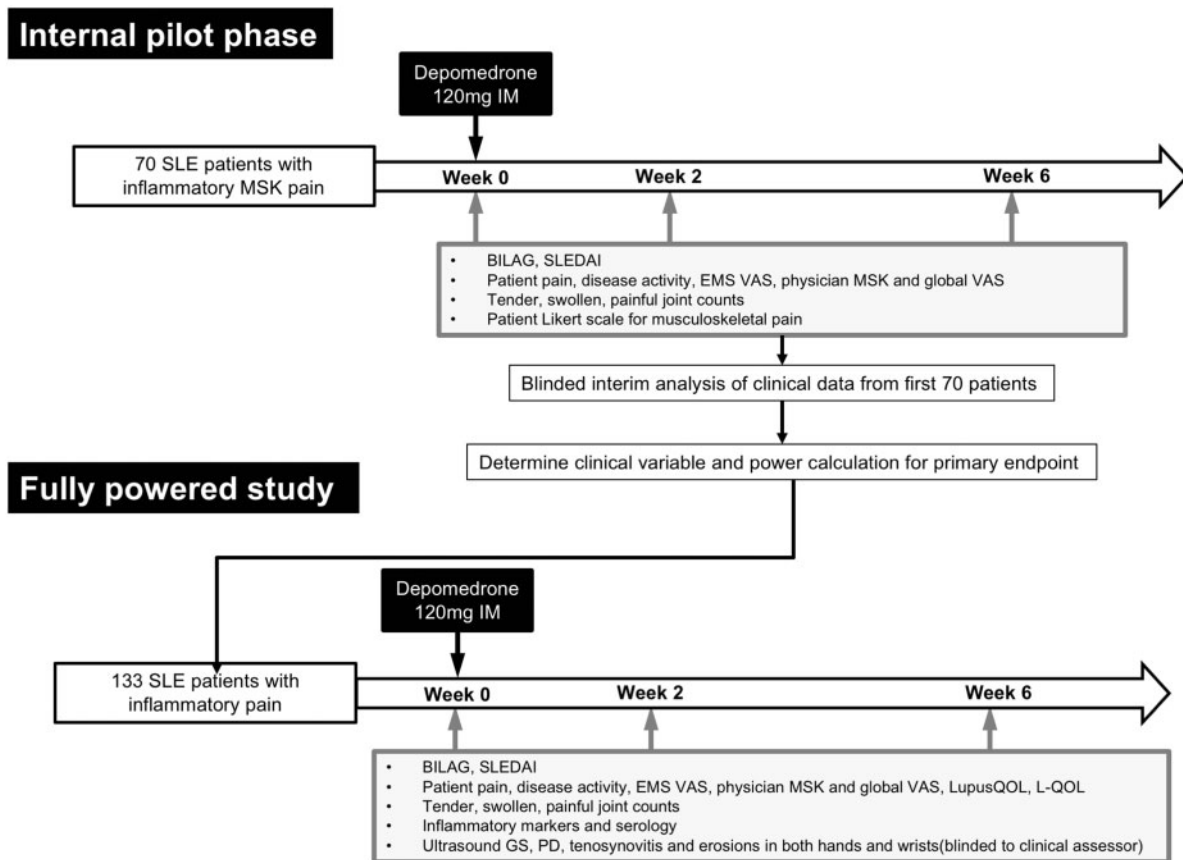 Internal pilot phase
Depomedrone
120mg IM
70 SLE patients with
inflammatory MSK pain
Week 0
Week 2
Week 6
• BILAG, SLEDAI
• Patient pain, disease activity, EMS VAS, physician MSK and global VAS
• Tender, swollen, painful joint counts
• Patient Likert scale for musculoskeletal pain
Blinded interim analysis of clinical data from first 70 patients
Determine clinical variable and power calculation for primary endpoint
Fully powered study
Depomedrone
120mg IM
133 SLE patients with
inflammatory pain
Week 0
Week 2
Week 6
• BILAG, SLEDAI
• Patient pain, disease activity, EMS VAS, physician MSK and global VAS, LupusQOL, L-QOL
• Tender, swollen, painful joint counts
• Inflammatory markers and serology
• Ultrasound GS, PD, tenosynovitis and erosions in both hands and wrists(blinded to clinical assessor)